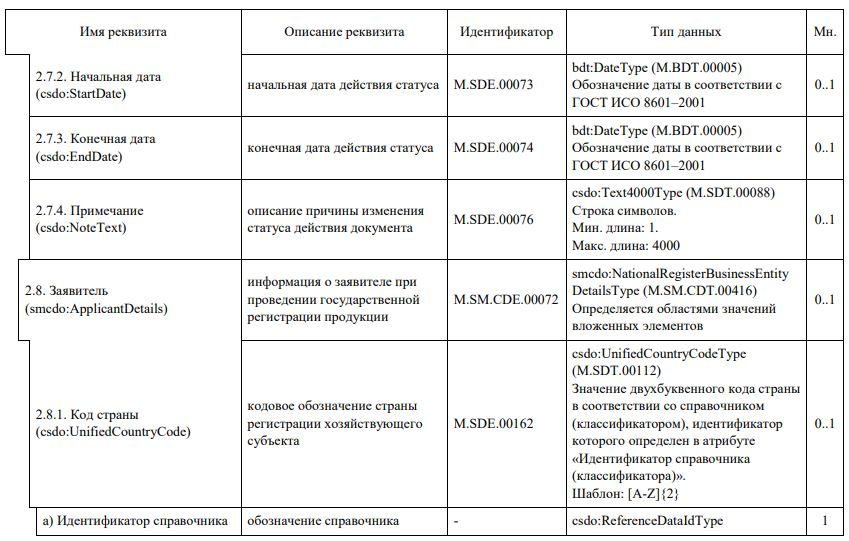 Имя реквизита
Описание реквизита
Идентификатор
Тип данных
Мн.
2.7.2. Начальная дата
(csdo:StartDate)
начальная дата действия статуса
M.SDE.00073
bdt:DateType (M.BDT.00005)
Обозначение даты в соответствии с
ГОСТ ИСО 8601–2001
0..1
2.7.3. Конечная дата
(csdo:EndDate)
конечная дата действия статуса
M.SDE.00074
bdt:DateType (M.BDT.00005)
Обозначение даты в соответствии с
ГОСТ ИСО 8601–2001
0..1
2.7.4. Примечание
(csdo:NoteText)
описание причины изменения
статуса действия документа
M.SDE.00076
csdo:Text4000Type (M.SDT.00088)
Строка символов.
Мин. длина: 1.
Макс. длина: 4000
0..1
2.8. Заявитель
(smcdo:ApplicantDetails)
информация о заявителе при
проведении государственной
регистрации продукции
M.SM.CDE.00072
smcdo:NationalRegisterBusinessEntity
DetailsType (M.SM.CDT.00416)
Определяется областями значений
вложенных элементов
0..1
2.8.1. Код страны
(csdo:UnifiedCountryCode)
кодовое обозначение страны
регистрации хозяйствующего
субъекта
M.SDE.00162
csdo:UnifiedCountryCodeType
(M.SDT.00112)
Значение двухбуквенного кода страны
в соответствии со справочником
(классификатором), идентификатор
которого определен в атрибуте
«Идентификатор справочника
(классификатора)».
Шаблон: [A-Z]{2}
0..1
а) Идентификатор справочника
обозначение справочника
-
csdo:ReferenceDataIdType
1